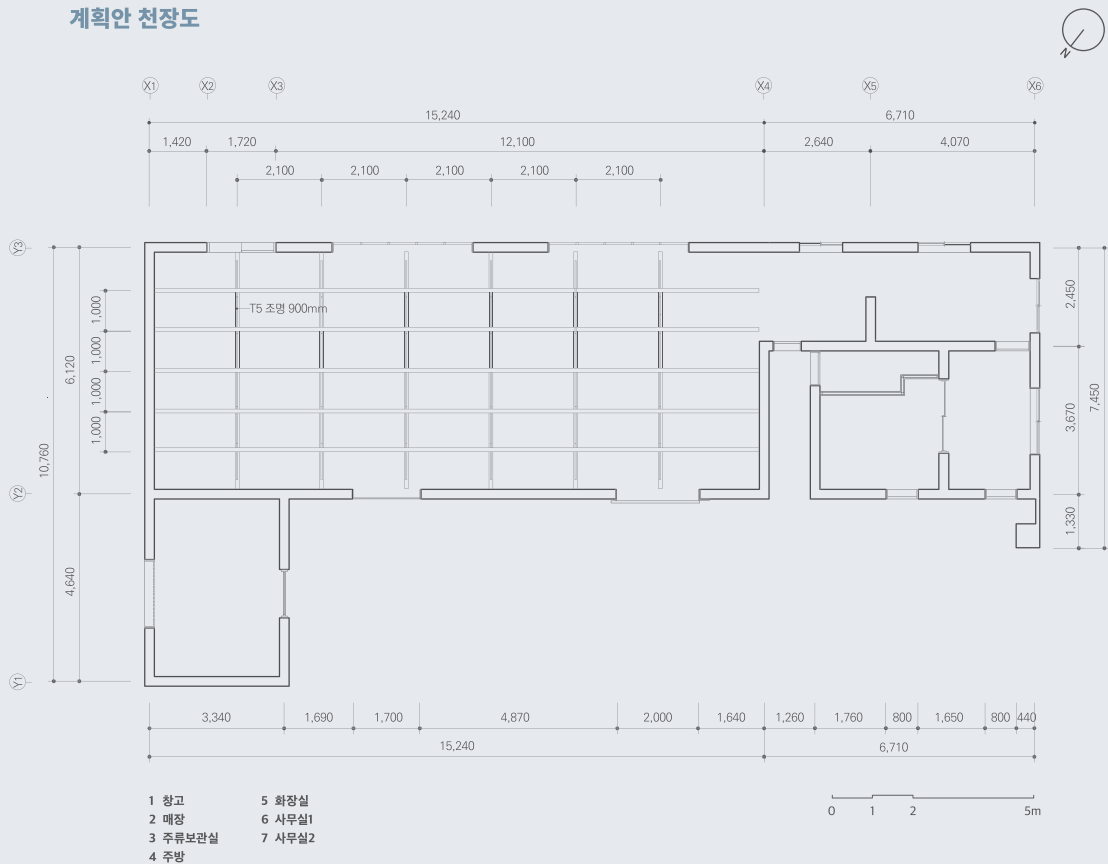 계획안 천장도
N
X1 X2 X3 X4 X5 X6
15,240 6,710
1,420 1,720 12,100 2,640 4,070
2,100 2,100 2,100 2,100 2,100
Y3
Y2
Y1
10,760
6,120
4,640
1,000
1,000
1,000
1,000
T5 조명 900mm
2,450
3,670
1,330
7,450
3,340 1,690 1,700 4,870 2,000 1,640 1,260 1,760 800 1,650 800 440
15,240 6,710
1 창고
2 매장
3 주류보관실
4 주방
5 화장실
6 사무실1
7 사무실2
0 1 2 5m